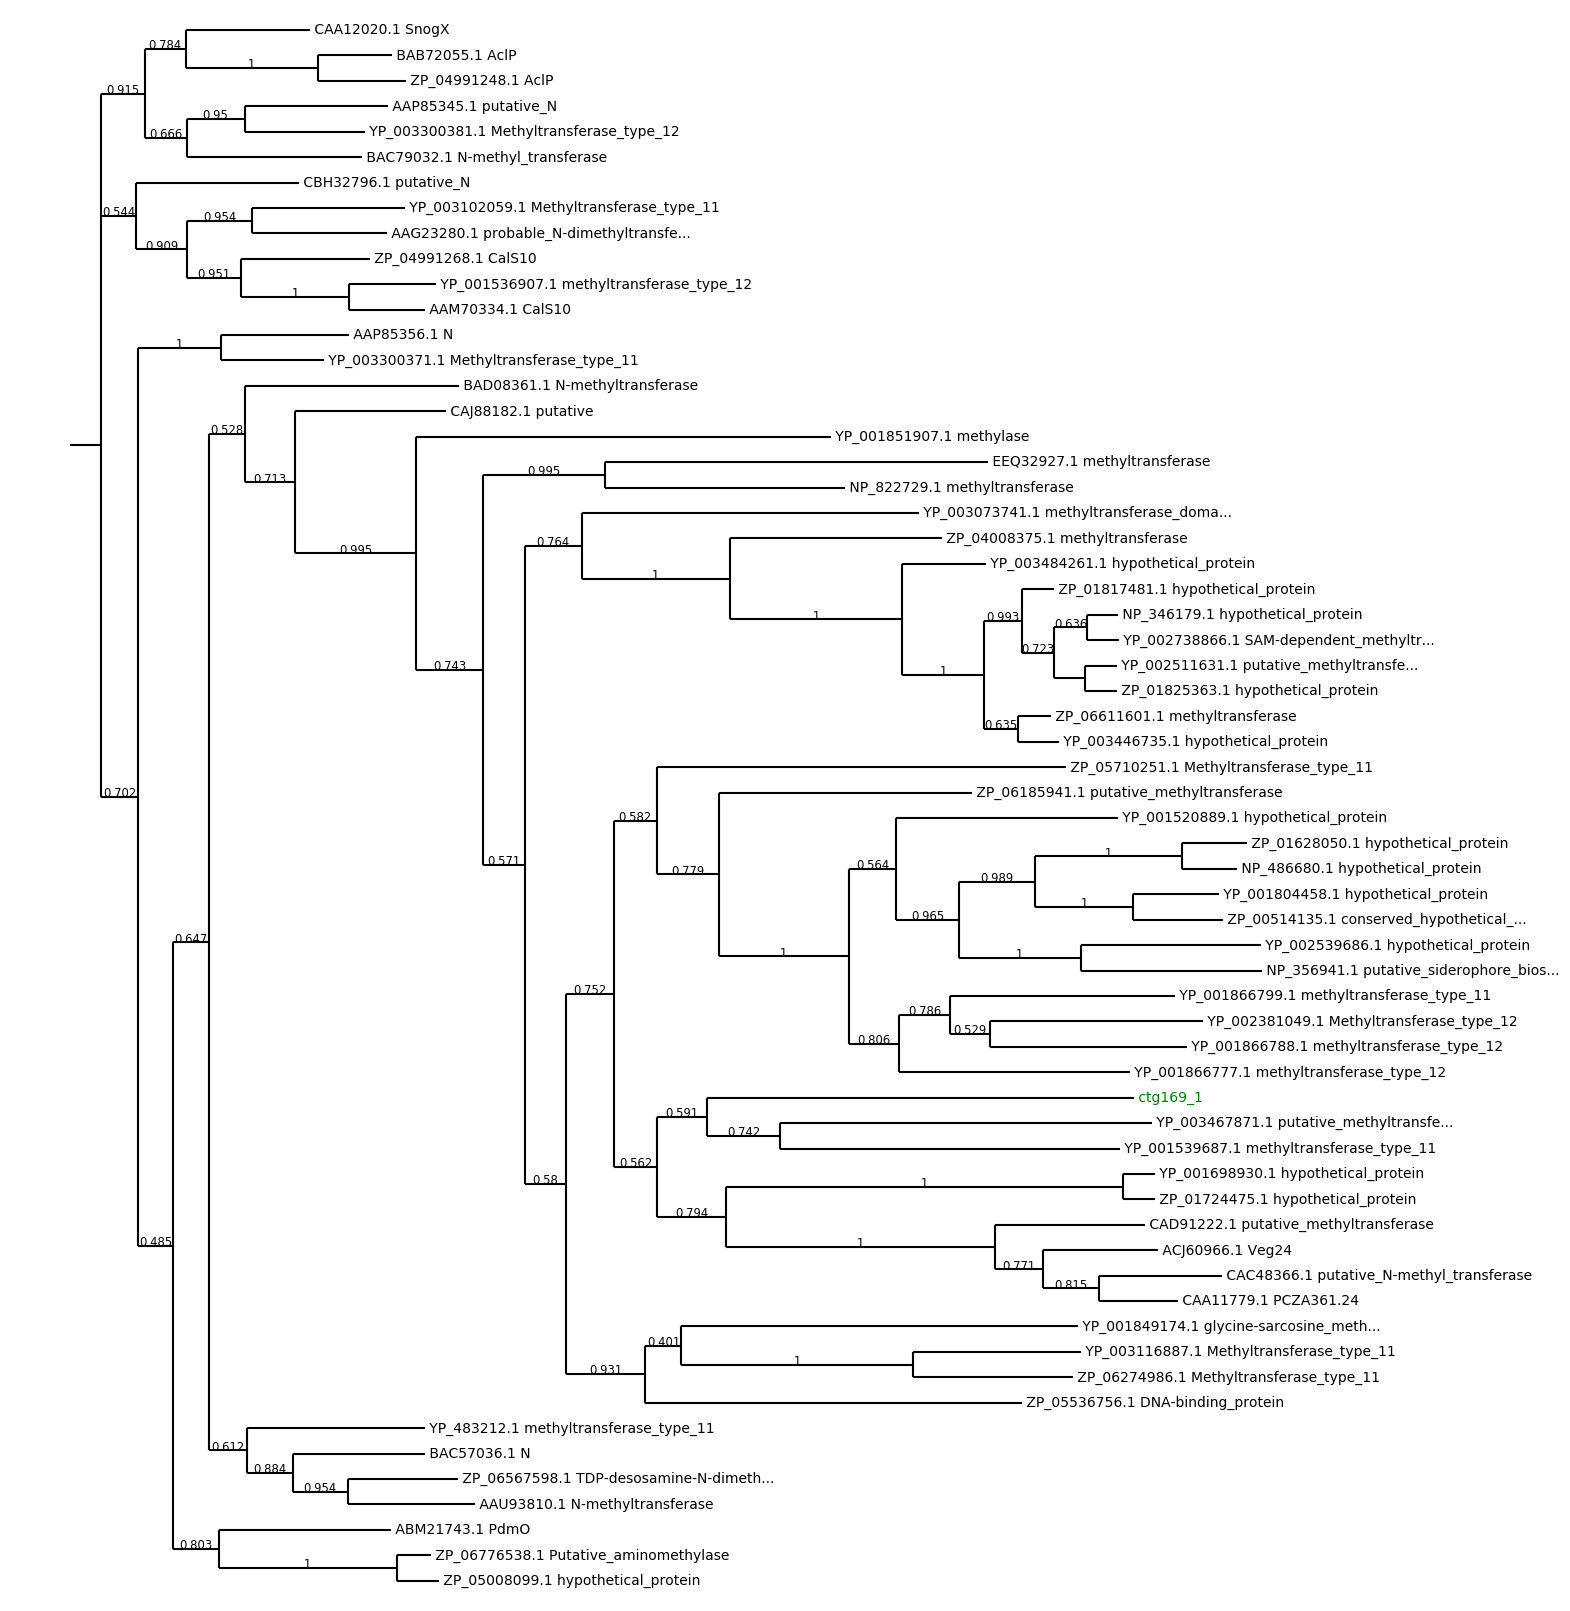 CAA12020.1 SnogX
0.784
BAB72055.1 AclP
1
ZP_04991248.1 AclP
0.915
AAP85345.1 putative_N
0.95
YP_003300381.1 Methyltransferase_type_12
0.666
BAC79032.1 N-methyl_transferase
CBH32796.1 putative_N
0.544
YP_003102059.1 Methyltransferase_type_11
0.954
AAG23280.1 probable_N-dimethyltransfe...
0.909
ZP_04991268.1 CalS10
0.951
YP_001536907.1 methyltransferase_type_12
1
AAM70334.1 CalS10
AAP85356.1 N
1
YP_003300371.1 Methyltransferase_type_11
BAD08361.1 N-methyltransferase
CAJ88182.1 putative
0.528
YP_001851907.1 methylase
EEQ32927.1 methyltransferase
0.995
0.713
NP_822729.1 methyltransferase
YP_003073741.1 methyltransferase_doma...
ZP_04008375.1 methyltransferase
0.764
0.995
YP_003484261.1 hypothetical_protein
1
ZP_01817481.1 hypothetical_protein
NP_346179.1 hypothetical_protein
1
0.993
0.636
YP_002738866.1 SAM-dependent_methyltr...
0.723
YP_002511631.1 putative_methyltransfe...
0.743
1
ZP_01825363.1 hypothetical_protein
ZP_06611601.1 methyltransferase
0.635
YP_003446735.1 hypothetical_protein
ZP_05710251.1 Methyltransferase_type_11
0.702
ZP_06185941.1 putative_methyltransferase
0.582
YP_001520889.1 hypothetical_protein
ZP_01628050.1 hypothetical_protein
1
0.571
0.564
NP_486680.1 hypothetical_protein
0.779
0.989
YP_001804458.1 hypothetical_protein
1
0.965
ZP_00514135.1 conserved_hypothetical_...
0.647
YP_002539686.1 hypothetical_protein
1
1
NP_356941.1 putative_siderophore_bios...
0.752
YP_001866799.1 methyltransferase_type_11
0.786
YP_002381049.1 Methyltransferase_type_12
0.529
0.806
YP_001866788.1 methyltransferase_type_12
YP_001866777.1 methyltransferase_type_12
ctg169_1
0.591
YP_003467871.1 putative_methyltransfe...
0.742
YP_001539687.1 methyltransferase_type_11
0.562
YP_001698930.1 hypothetical_protein
0.58
1
ZP_01724475.1 hypothetical_protein
0.794
CAD91222.1 putative_methyltransferase
0.485
1
ACJ60966.1 Veg24
0.771
CAC48366.1 putative_N-methyl_transferase
0.815
CAA11779.1 PCZA361.24
YP_001849174.1 glycine-sarcosine_meth...
0.401
YP_003116887.1 Methyltransferase_type_11
1
0.931
ZP_06274986.1 Methyltransferase_type_11
ZP_05536756.1 DNA-binding_protein
YP_483212.1 methyltransferase_type_11
0.612
BAC57036.1 N
0.884
ZP_06567598.1 TDP-desosamine-N-dimeth...
0.954
AAU93810.1 N-methyltransferase
ABM21743.1 PdmO
0.803
ZP_06776538.1 Putative_aminomethylase
1
ZP_05008099.1 hypothetical_protein